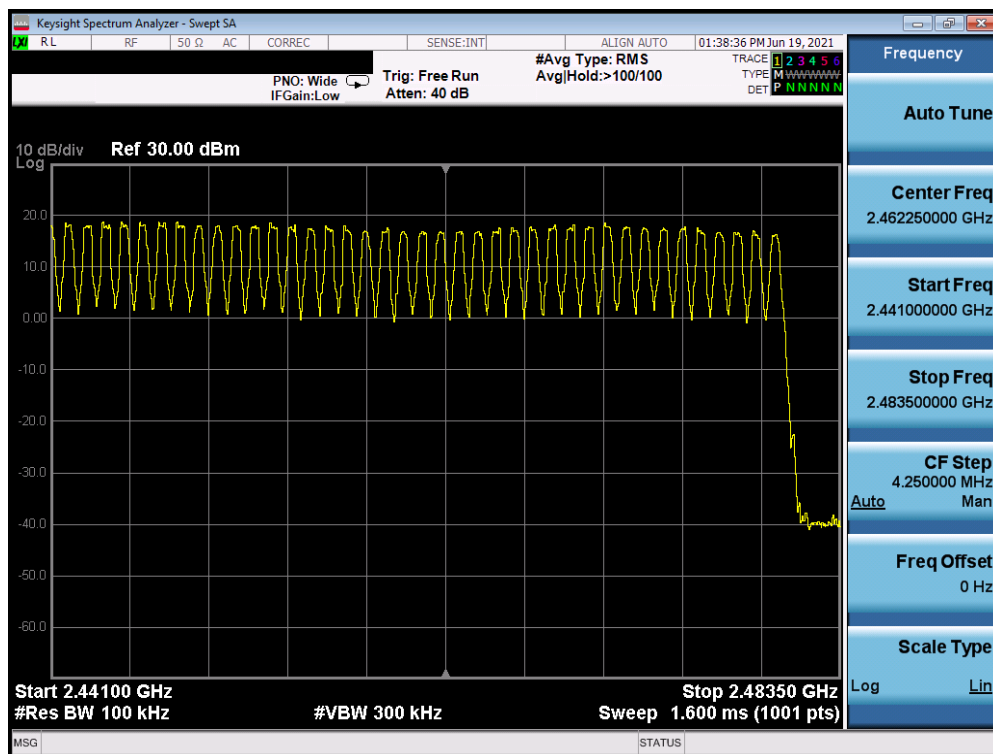 Keysight Spectrum Analyzer - Swept SA
LXI RL RF 50 Ω AC CORREC SENSE:INT ALIGN AUTO 01:38:36 PM Jun 19, 2021
PNO: Wide
IFGain:Low
Trig: Free Run
Atten: 40 dB
#Avg Type: RMS
Avg|Hold:>100/100
TRACE 1 2 3 4 5 6
TYPE M W W W W W
DET P N N N N N
10 dB/div Ref 30.00 dBm
Log
20.0
10.0
0.00
-10.0
-20.0
-30.0
-40.0
-50.0
-60.0
Start 2.44100 GHz Stop 2.48350 GHz
#Res BW 100 kHz #VBW 300 kHz Sweep 1.600 ms (1001 pts)
MSG STATUS
Frequency
Auto Tune
Center Freq
2.462250000 GHz
Start Freq
2.441000000 GHz
Stop Freq
2.483500000 GHz
CF Step
4.250000 MHz
Auto Man
Freq Offset
0 Hz
Scale Type
Log Lin